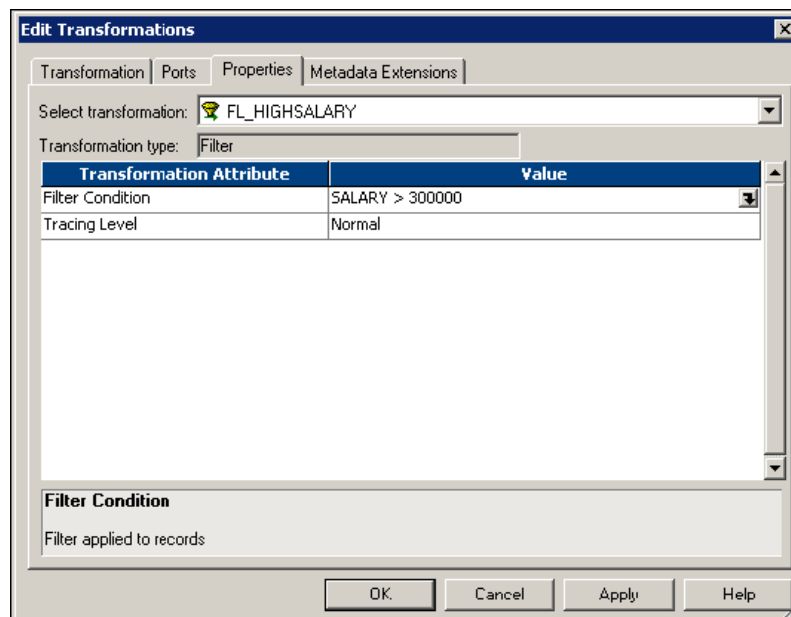 Edit Transformations
Transformation Ports Properties Metadata Extensions
Select transformation: FL_HIGHSALARY
Transformation type: Filter
Transformation Attribute Value
Filter Condition SALARY > 300000
Tracing Level Normal
Filter Condition
Filter applied to records
OK Cancel Apply Help